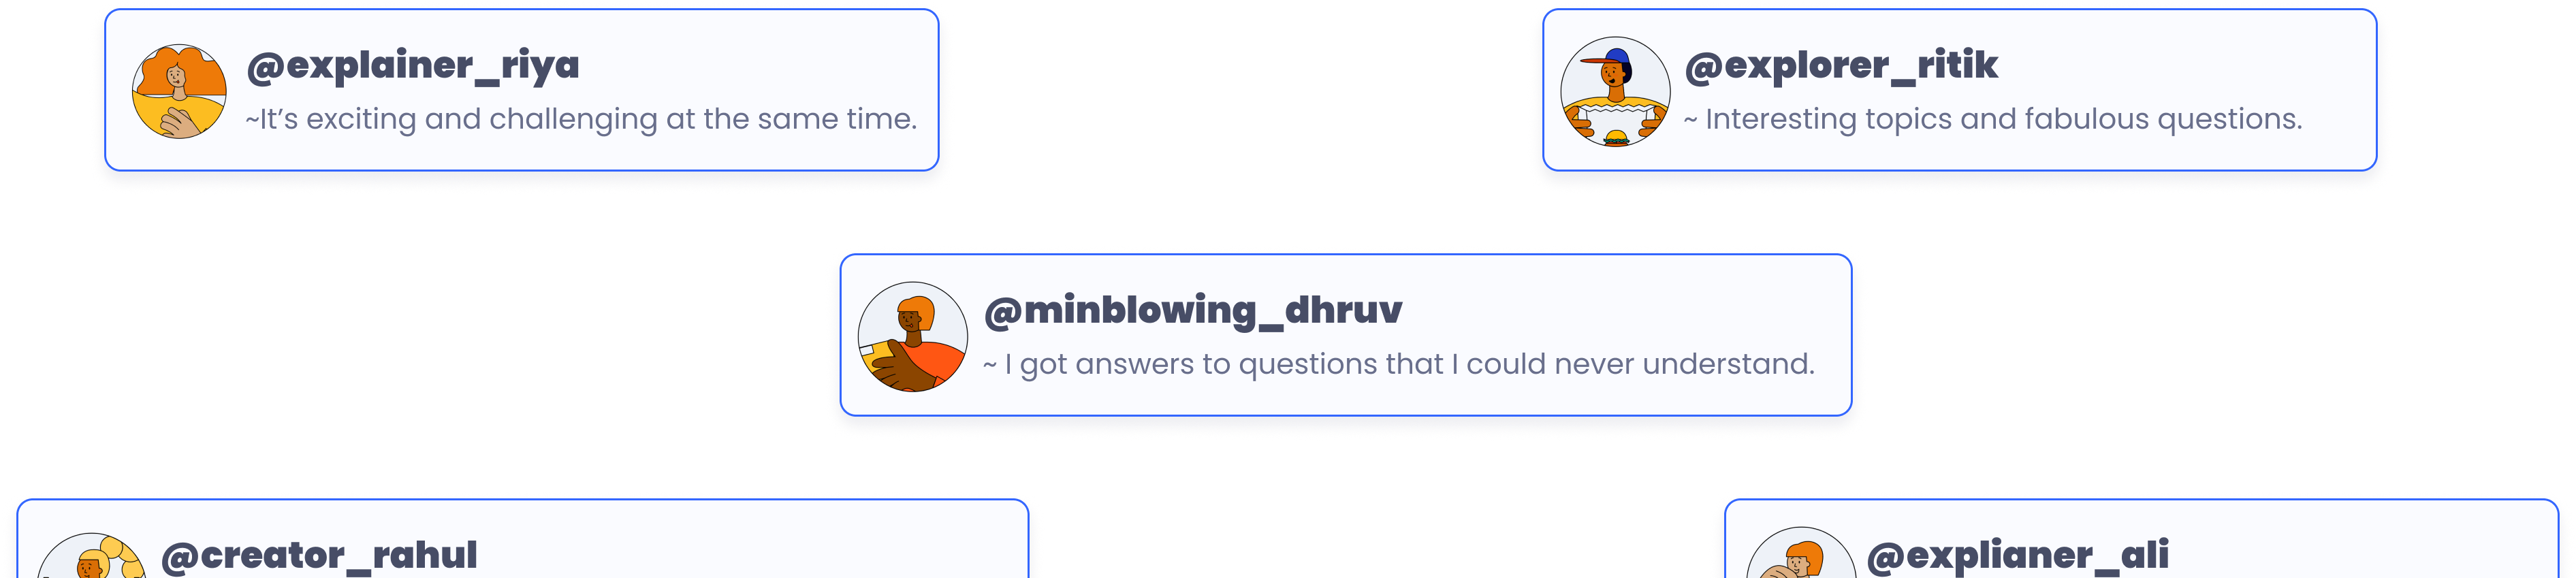 @explainer_riya
~It’s exciting and challenging at the same time.
@explorer_ritik
~ Interesting topics and fabulous questions.
@minblowing_dhruv
~ I got answers to questions that I could never understand.
@creator_rahul
@explianer_ali